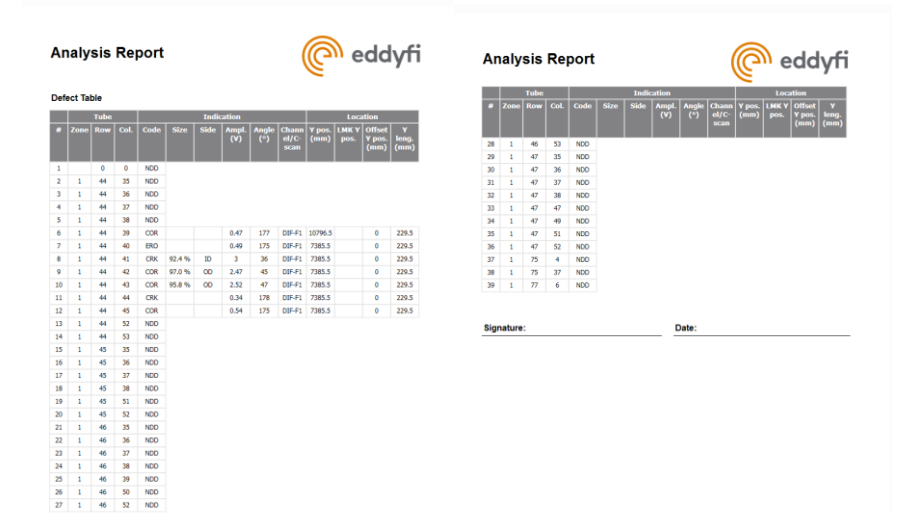 Analysis Report
eddyfi
Defect Table
Tube Indication Location
# Zone Row Col. Code Size Side Ampl. (V) Angle (°) Chann el/C- scan Y pos. (mm) LMK Y pos. Offset Y pos. (mm) Y leng. (mm)
1 0 0 NDD
2 1 44 35 NDD
3 1 44 36 NDD
4 1 44 37 NDD
5 1 44 38 NDD
6 1 44 39 COR 0.47 177 DIF-F1 10796.5 0 229.5
7 1 44 40 ERO 0.49 175 DIF-F1 7385.5 0 229.5
8 1 44 41 CRK 92.4 % ID 3 36 DIF-F1 7385.5 0 229.5
9 1 44 42 COR 97.0 % OD 2.47 45 DIF-F1 7385.5 0 229.5
10 1 44 43 COR 95.8 % OD 2.52 47 DIF-F1 7385.5 0 229.5
11 1 44 44 CRK 0.34 178 DIF-F1 7385.5 0 229.5
12 1 44 45 COR 0.54 175 DIF-F1 7385.5 0 229.5
13 1 44 52 NDD
14 1 44 53 NDD
15 1 45 35 NDD
16 1 45 36 NDD
17 1 45 37 NDD
18 1 45 38 NDD
19 1 45 51 NDD
20 1 45 52 NDD
21 1 46 35 NDD
22 1 46 36 NDD
23 1 46 37 NDD
24 1 46 38 NDD
25 1 46 39 NDD
26 1 46 50 NDD
27 1 46 52 NDD
Analysis Report
eddyfi
Tube Indication Location
# Zone Row Col. Code Size Side Ampl. (V) Angle (°) Chann el/C- scan Y pos. (mm) LMK Y pos. Offset Y pos. (mm) Y leng. (mm)
28 1 46 53 NDD
29 1 47 35 NDD
30 1 47 36 NDD
31 1 47 37 NDD
32 1 47 38 NDD
33 1 47 47 NDD
34 1 47 49 NDD
35 1 47 51 NDD
36 1 47 52 NDD
37 1 75 4 NDD
38 1 75 37 NDD
39 1 77 6 NDD
Signature: Date: